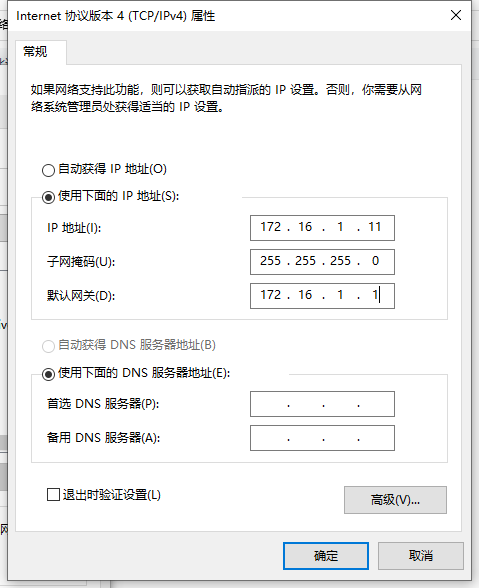 Internet 协议版本 4 (TCP/IPv4) 属性
常规
如果网络支持此功能，则可以获取自动指派的 IP 设置。否则，你需要从网
络系统管理员处获得适当的 IP 设置。
自动获得 IP 地址(O)
使用下面的 IP 地址(S):
IP 地址(I): 172 . 16 . 1 . 11
子网掩码(U): 255 . 255 . 255 . 0
默认网关(D): 172 . 16 . 1 . 1
自动获得 DNS 服务器地址(B)
使用下面的 DNS 服务器地址(E):
首选 DNS 服务器(P): . . .
备用 DNS 服务器(A): . . .
退出时验证设置(L)
高级(V)...
确定 取消